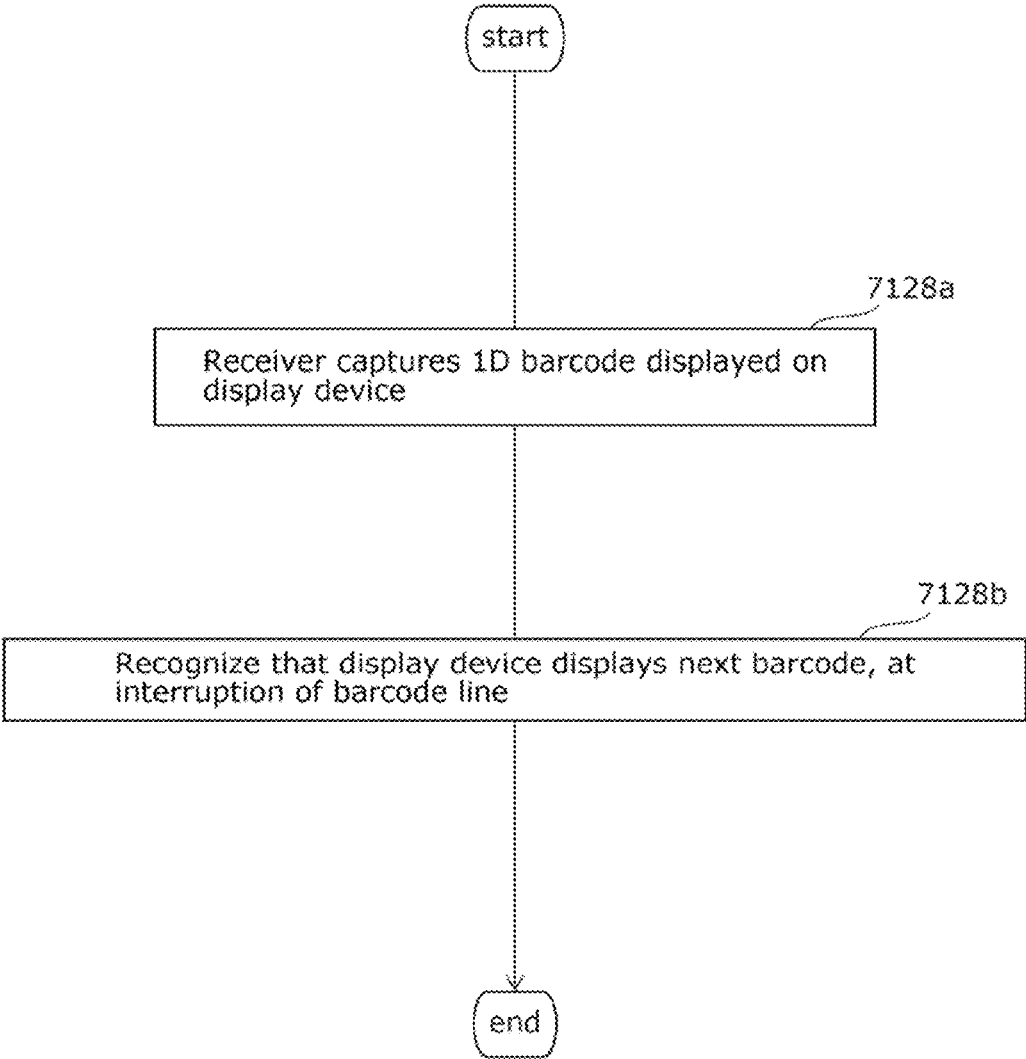 start
7128a
Receiver captures 1D barcode displayed on
display device
7128b
Recognize that display device displays next barcode, at
interruption of barcode line
end